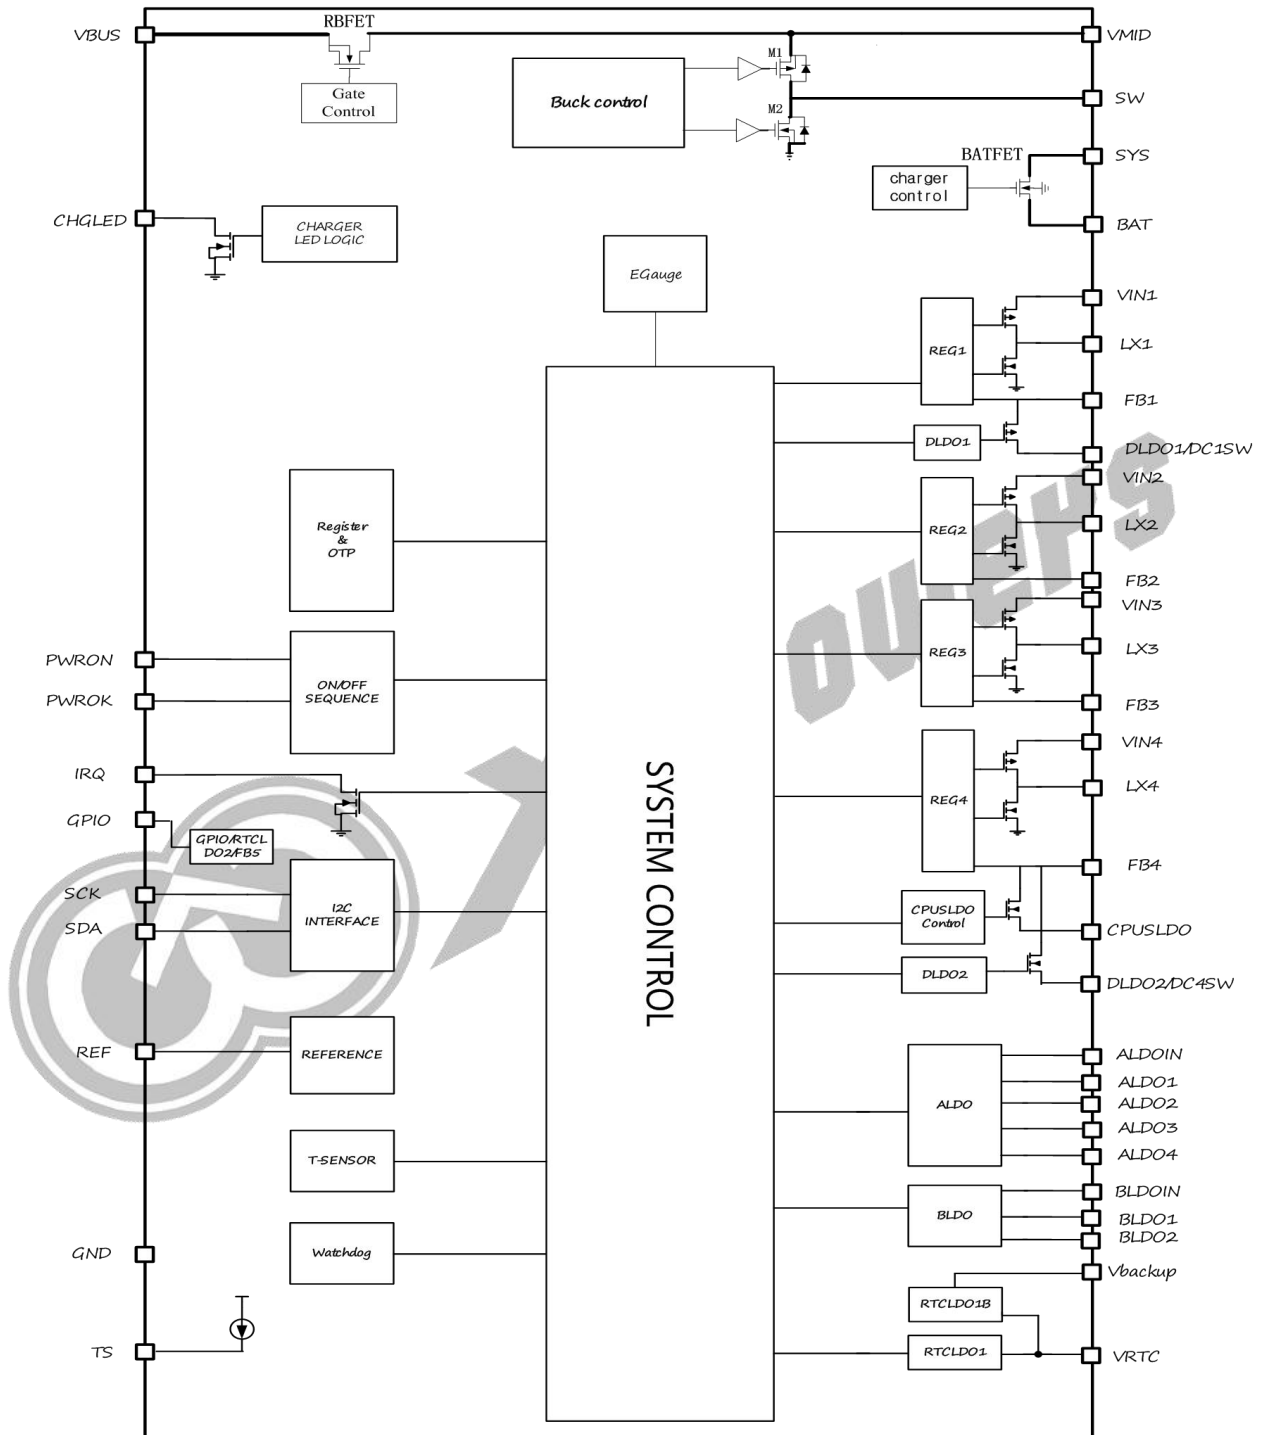 RBFET
VBUS
VMID
M1
Gate
Control
Buck control
SW
M2
BATFET
SYS
charger
control
CHGLED
CHARGER
LED LOGIC
BAT
EGauge
VIN1
REG1
LX1
FB1
DLDO1
DLDO1/DC1SW
VIN2
Register
&
OTP
REG2
LX2
FB2
VIN3
PWRON
REG3
LX3
ON/OFF
SEQUENCE
PWROK
FB3
VIN4
IRQ
LX4
REG4
GPIO
GPIO/RTCL
DO2/FB5
SYSTEM CONTROL
FB4
SCK
I2C
INTERFACE
CPUSLDO
Control
SDA
CPUSLDO
DLDO2
DLDO2/DC4SW
REF
REFERENCE
ALDOIN
ALDO1
ALDO
ALDO2
ALDO3
ALDO4
T-SENSOR
BLDOIN
BLDO
BLDO1
BLDO2
GND
Watchdog
Vbackup
RTCLDO1B
TS
RTCLDO1
VRTC